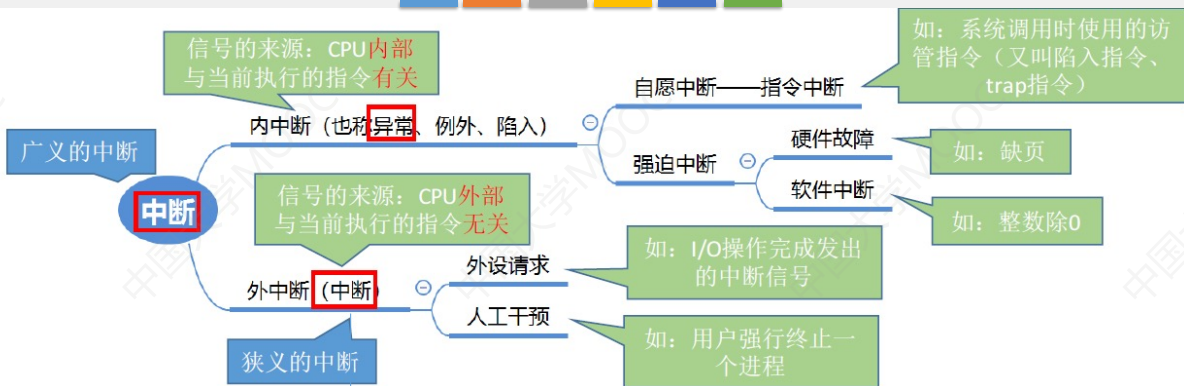 信号的来源：CPU内部
与当前执行的指令有关
如：系统调用时使用的访
管指令（又叫陷入指令、
trap指令）
自愿中断——指令中断
内中断（也称异常、例外、陷入）
广义的中断
硬件故障
如：缺页
强迫中断
软件中断
如：整数除0
中断
信号的来源：CPU外部
与当前执行的指令无关
外设请求
如：I/O操作完成发出
的中断信号
外中断（中断）
人工干预
如：用户强行终止一
个进程
狭义的中断